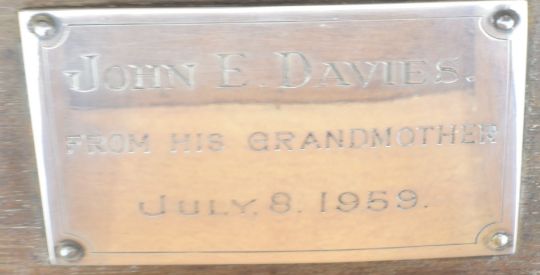 JOHN E. DAVIES.
FROM HIS GRANDMOTHER
JULY, 8. 1959.